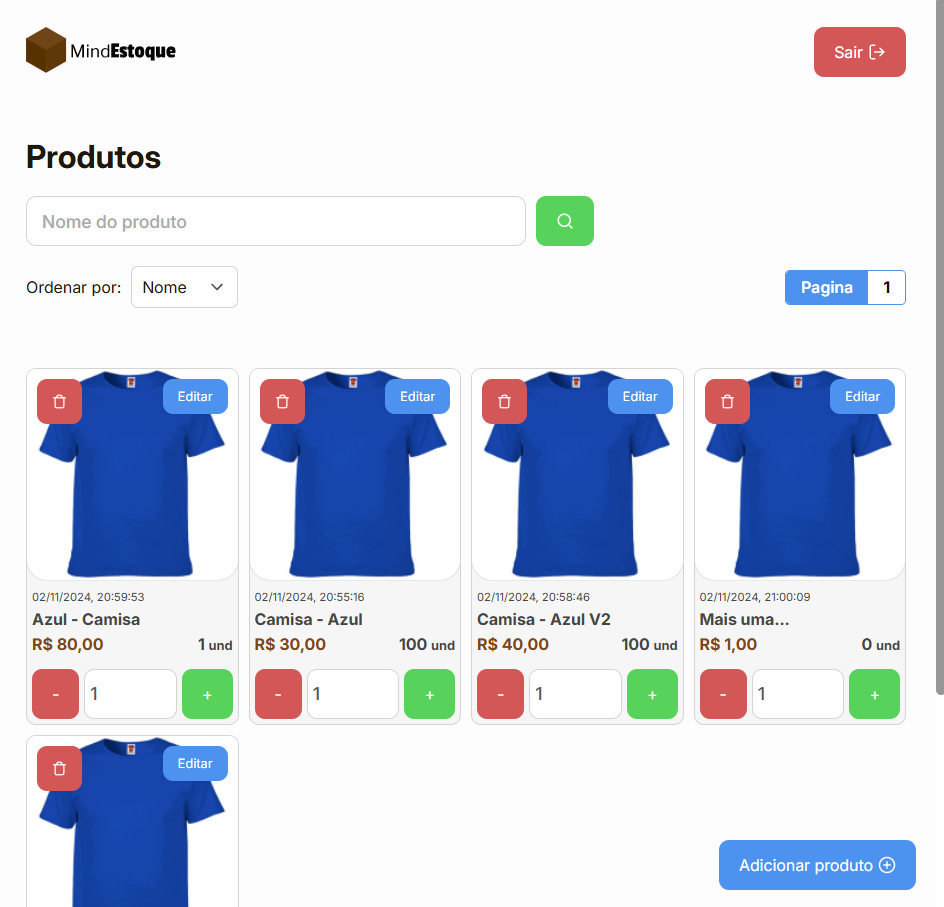 MindEstoque
Sair
Produtos
Nome do produto
Ordenar por: Nome
Pagina 1
Editar Editar Editar Editar
02/11/2024, 20:59:53 02/11/2024, 20:55:16 02/11/2024, 20:58:46 02/11/2024, 21:00:09
Azul - Camisa Camisa - Azul Camisa - Azul V2 Mais uma...
R$ 80,00 1 und R$ 30,00 100 und R$ 40,00 100 und R$ 1,00 0 und
- 1 + - 1 + - 1 + - 1 +
Editar
Adicionar produto